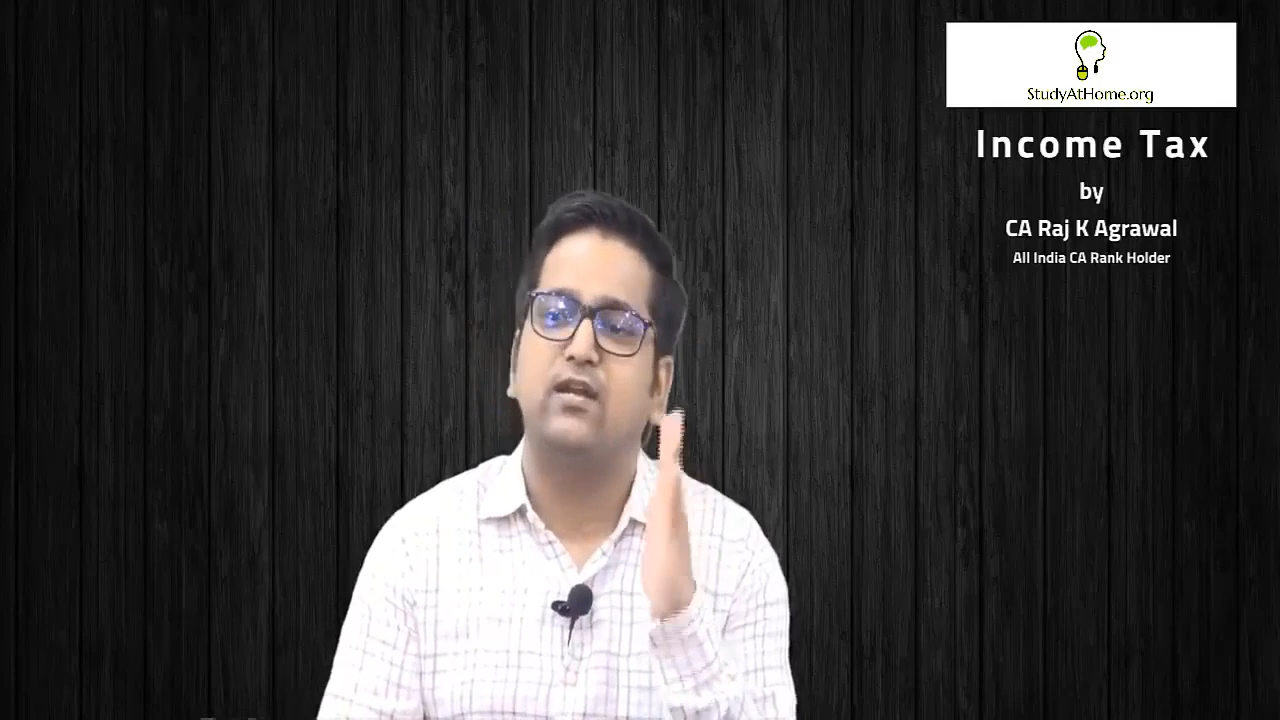 StudyAtHome.org
Income Tax
by
CA Raj K Agrawal
All India CA Rank Holder